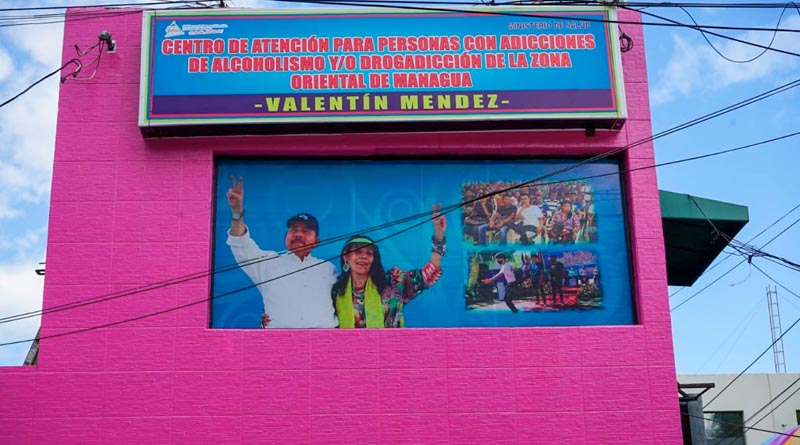 MINISTERIO DE SALUD
CENTRO DE ATENCIÓN PARA PERSONAS CON ADICCIONES
DE ALCOHOLISMO Y/O DROGADICCIÓN DE LA ZONA
ORIENTAL DE MANAGUA
-VALENTÍN MENDEZ-